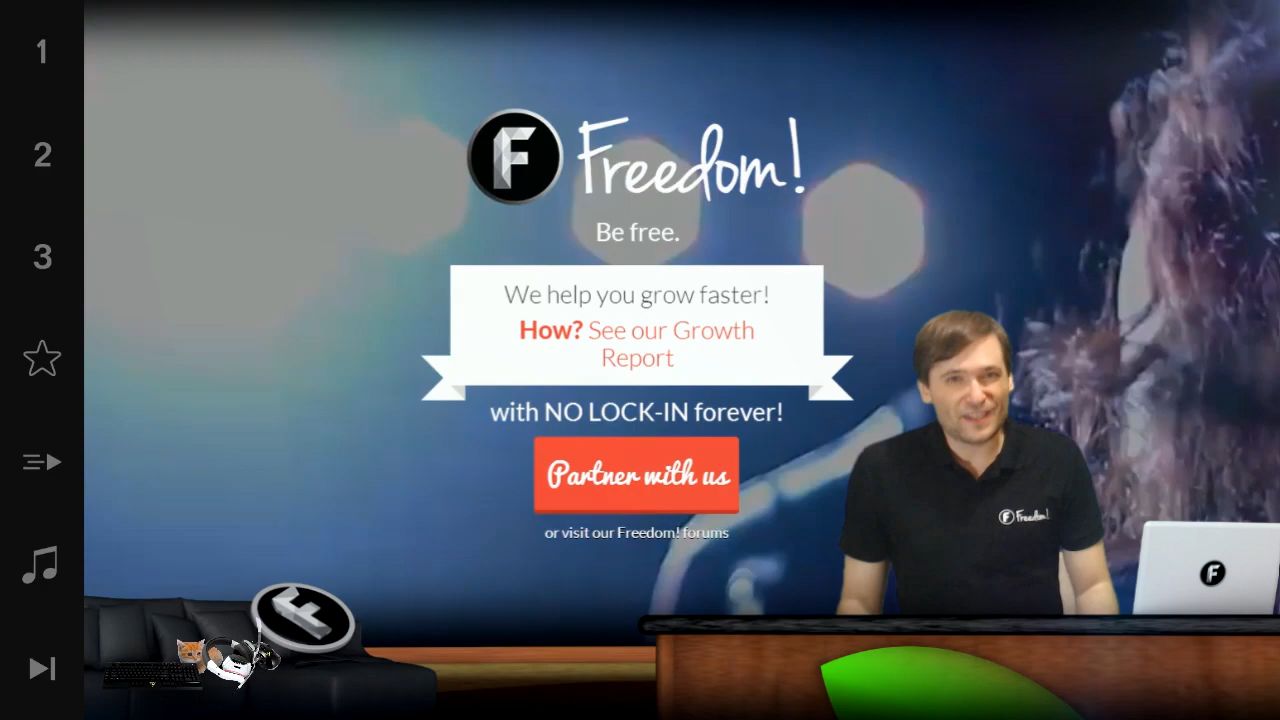 1
2
3
F Freedom!
Be free.
We help you grow faster!
How? See our Growth
Report
with NO LOCK-IN forever!
Partner with us
or visit our Freedom! forums
F Freedom!
F
F